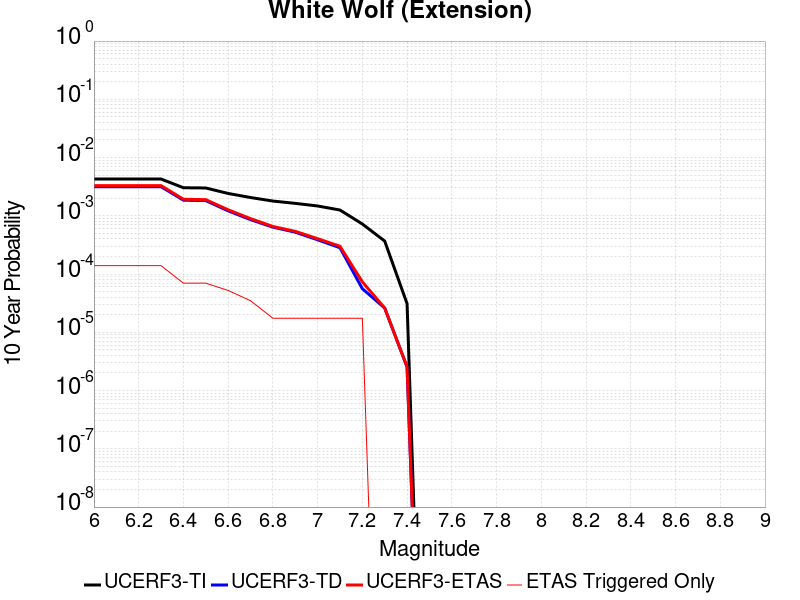 White Wolf (Extension)
10 Year Probability
10^0
10^-1
10^-2
10^-3
10^-4
10^-5
10^-6
10^-7
10^-8
6 6.2 6.4 6.6 6.8 7 7.2 7.4 7.6 7.8 8 8.2 8.4 8.6 8.8 9
Magnitude
UCERF3-TI UCERF3-TD UCERF3-ETAS ETAS Triggered Only